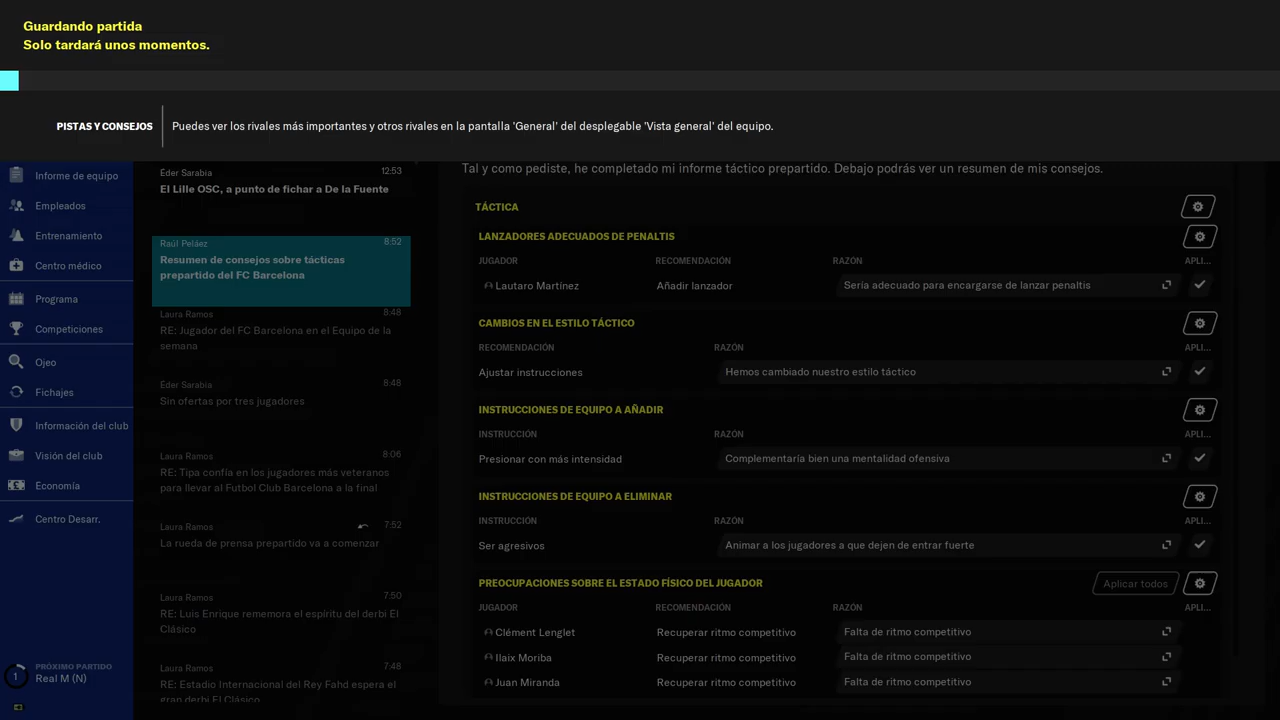 Guardando partida
Solo tardará unos momentos.
PISTAS Y CONSEJOS
Puedes ver los rivales más importantes y otros rivales en la pantalla 'General' del desplegable 'Vista general' del equipo.
Informe de equipo
Empleados
Entrenamiento
Centro médico
Programa
Competiciones
Ojeo
Fichajes
Información del club
Visión del club
Economía
Centro Desarr.
PRÓXIMO PARTIDO
1
Real M (N)
Eder Sarabia 12:53
El Lille OSC, a punto de fichar a De la Fuente
Raúl Peláez 8:52
Resumen de consejos sobre tácticas
prepartido del FC Barcelona
Laura Ramos 8:48
RE: Jugador del FC Barcelona en el Equipo de la
semana
Eder Sarabia 8:48
Sin ofertas por tres jugadores
Laura Ramos 8:06
RE: Tipa confía en los jugadores más veteranos
para llevar al Futbol Club Barcelona a la final
Laura Ramos 7:52
La rueda de prensa prepartido va a comenzar
Laura Ramos 7:50
RE: Luis Enrique rememora el espíritu del derbi El
Clásico
Laura Ramos 7:48
RE: Estadio Internacional del Rey Fahd espera el
gran derbi El Clásico
Tal y como pediste, he completado mi informe táctico prepartido. Debajo podrás ver un resumen de mis consejos.
TÁCTICA
LANZADORES ADECUADOS DE PENALTIS
JUGADOR RECOMENDACIÓN RAZÓN APLI...
Lautaro Martínez Añadir lanzador Sería adecuado para encargarse de lanzar penaltis
CAMBIOS EN EL ESTILO TÁCTICO
RECOMENDACIÓN RAZÓN APLI...
Ajustar instrucciones Hemos cambiado nuestro estilo táctico
INSTRUCCIONES DE EQUIPO A AÑADIR
INSTRUCCIÓN RAZÓN APLI...
Presionar con más intensidad Complementaría bien una mentalidad ofensiva
INSTRUCCIONES DE EQUIPO A ELIMINAR
INSTRUCCIÓN RAZÓN APLI...
Ser agresivos Animar a los jugadores a que dejen de entrar fuerte
PREOCUPACIONES SOBRE EL ESTADO FÍSICO DEL JUGADOR Aplicar todos
JUGADOR RECOMENDACIÓN RAZÓN APLI...
Clément Lenglet Recuperar ritmo competitivo Falta de ritmo competitivo
Ilaix Moriba Recuperar ritmo competitivo Falta de ritmo competitivo
Juan Miranda Recuperar ritmo competitivo Falta de ritmo competitivo